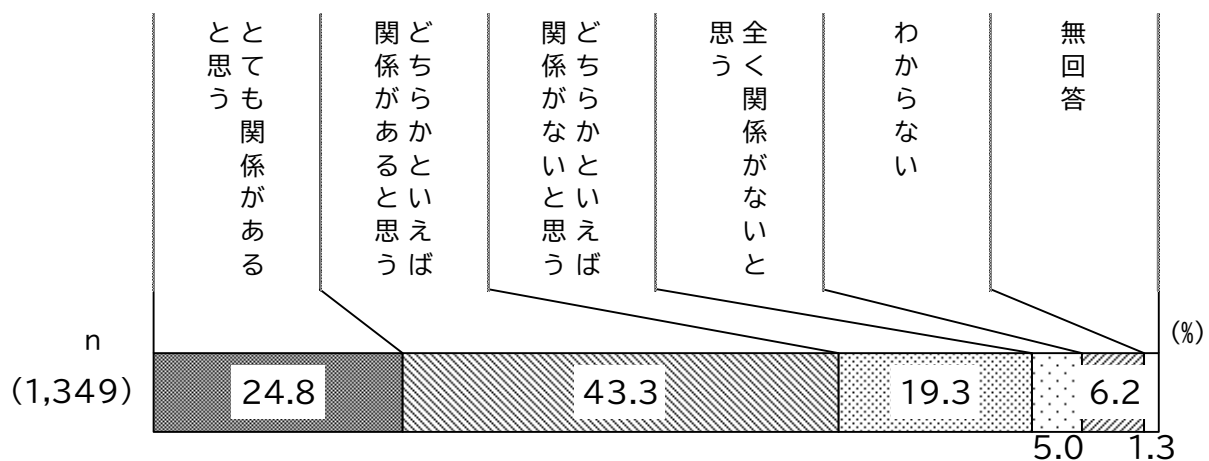 とても関係がある
と思う
どちらかといえば
関係があると思う
どちらかといえば
関係がないと思う
全く関係がないと
思う
わからない
無回答
n
(%)
(1,349)
24.8
43.3
19.3
6.2
5.0
1.3